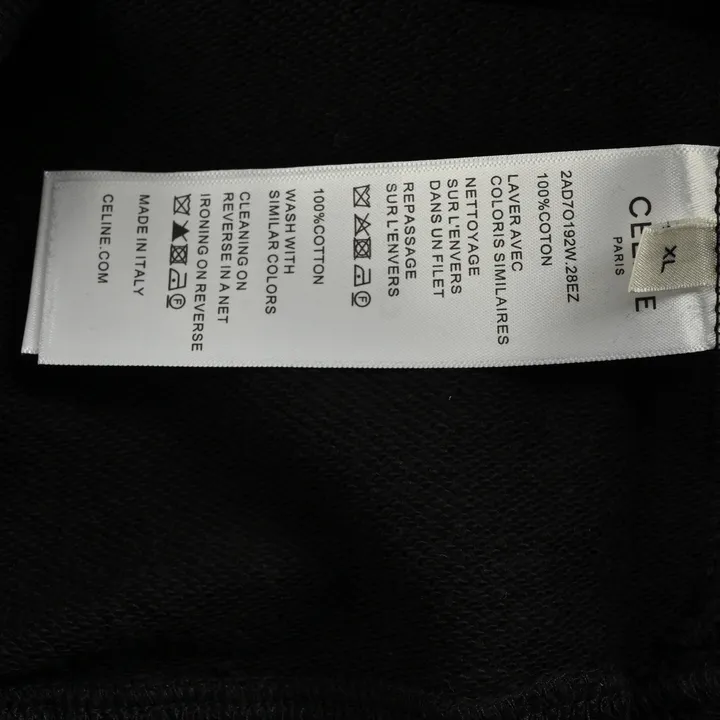 CELINE
PARIS
XL
2AD7O192W.28EZ
100%COTON
LAVER AVEC
COLORIS SIMILAIRES
NETTOYAGE
SUR L'ENVERS
DANS UN FILET
REPASSAGE
SUR L'ENVERS
100%COTTON
WASH WITH
SIMILAR COLORS
CLEANING ON
REVERSE IN A NET
IRONING ON REVERSE
MADE IN ITALY
CELINE.COM